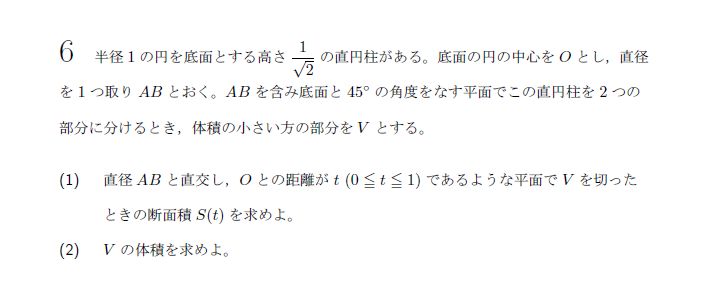 6 半径 1 の円を底面とする高さ 1/√2 の直円柱がある。底面の円の中心を O とし，直径
を 1 つ取り AB とおく。AB を含み底面と 45° の角度をなす平面でこの直円柱を 2 つの
部分に分けるとき，体積の小さい方の部分を V とする。
(1) 直径 AB と直交し，O との距離が t (0 ≦ t ≦ 1) であるような平面で V を切った
ときの断面積 S(t) を求めよ。
(2) V の体積を求めよ。